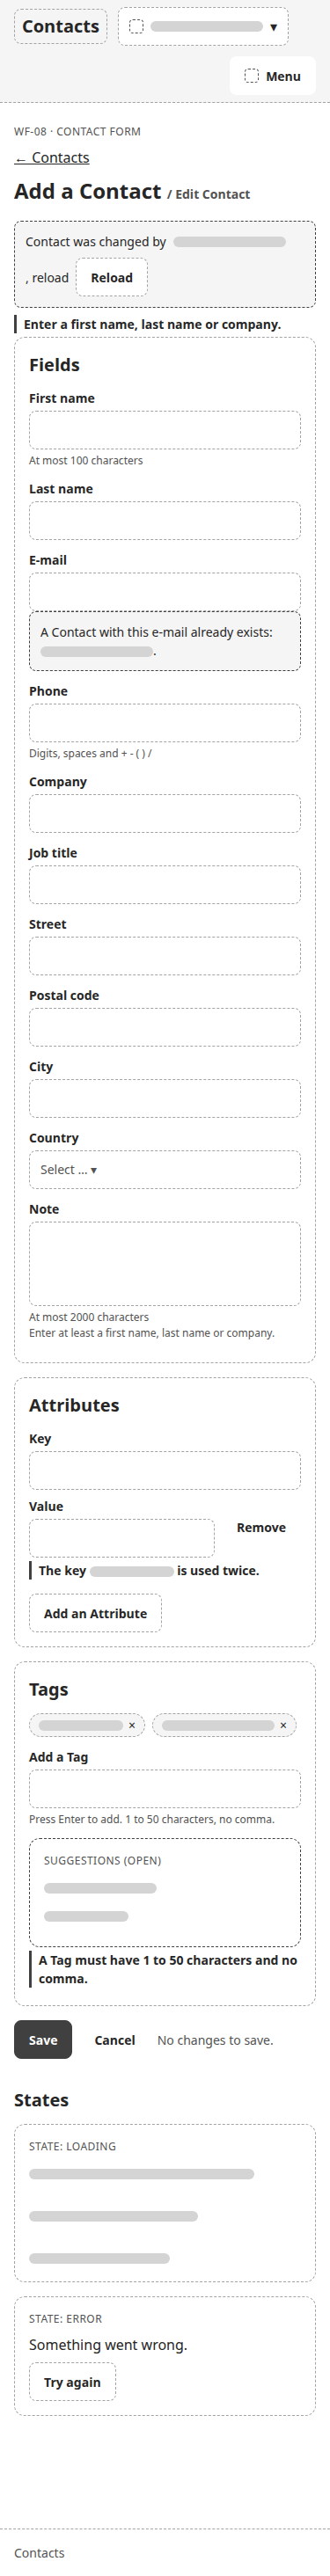 Contacts
▾
Menu
WF-08 · CONTACT FORM
← Contacts
Add a Contact / Edit Contact
Contact was changed by
, reload Reload
Enter a first name, last name or company.
Fields
First name
At most 100 characters
Last name
E-mail
A Contact with this e-mail already exists:
.
Phone
Digits, spaces and + - ( ) /
Company
Job title
Street
Postal code
City
Country
Select ... ▾
Note
At most 2000 characters
Enter at least a first name, last name or company.
Attributes
Key
Value
Remove
The key is used twice.
Add an Attribute
Tags
× ×
Add a Tag
Press Enter to add. 1 to 50 characters, no comma.
SUGGESTIONS (OPEN)
A Tag must have 1 to 50 characters and no
comma.
Save Cancel No changes to save.
States
STATE: LOADING
STATE: ERROR
Something went wrong.
Try again
Contacts